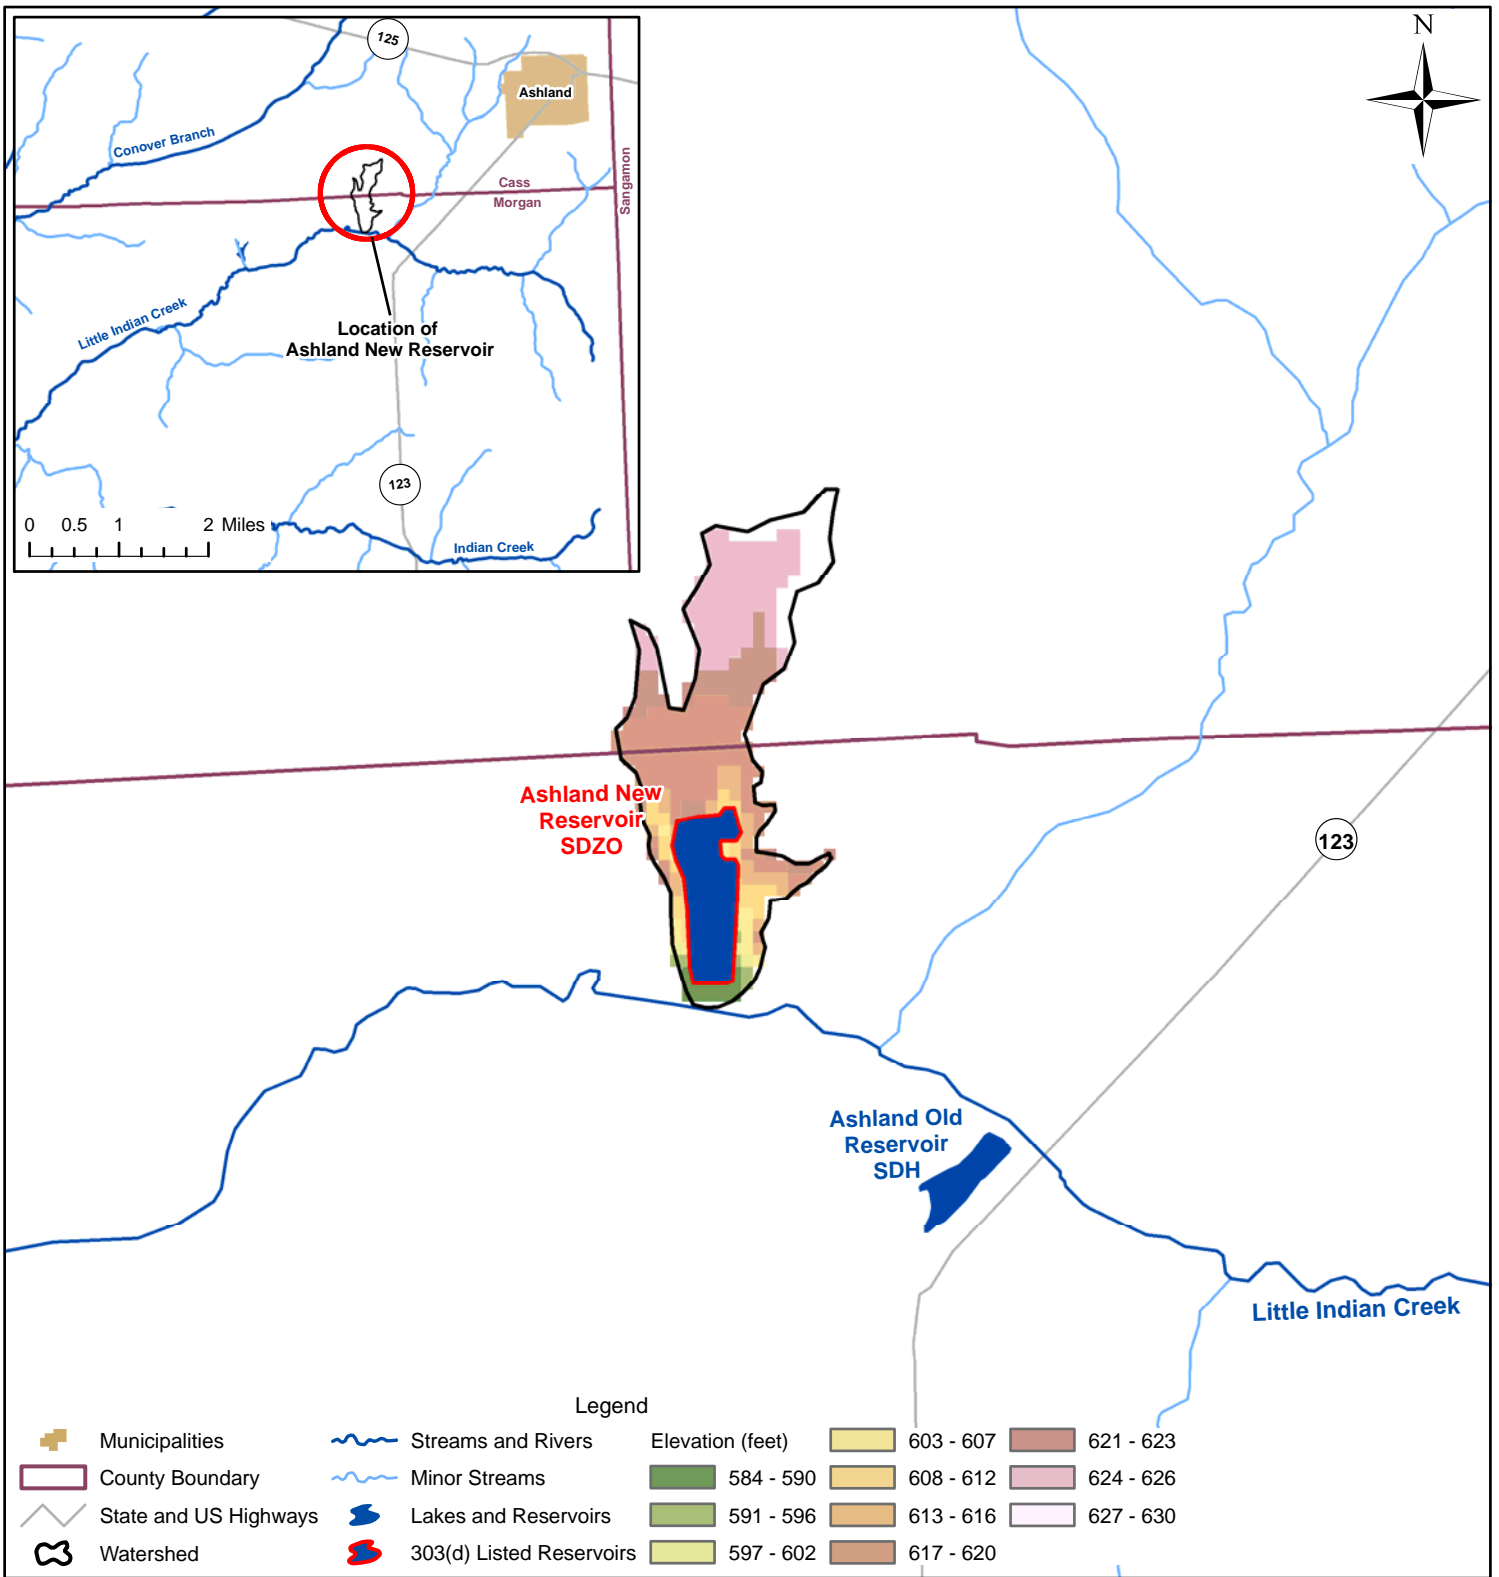 N
125
Ashland
Conover Branch
Cass
Morgan
Sangamon
Little Indian Creek
Location of
Ashland New Reservoir
123
0 0.5 1 2 Miles
Indian Creek
Ashland New
Reservoir
SDZO
123
Ashland Old
Reservoir
SDH
Little Indian Creek
Legend
Municipalities
County Boundary
State and US Highways
Watershed
Streams and Rivers
Minor Streams
Lakes and Reservoirs
303(d) Listed Reservoirs
Elevation (feet)
584 - 590
591 - 596
597 - 602
603 - 607
608 - 612
613 - 616
617 - 620
621 - 623
624 - 626
627 - 630